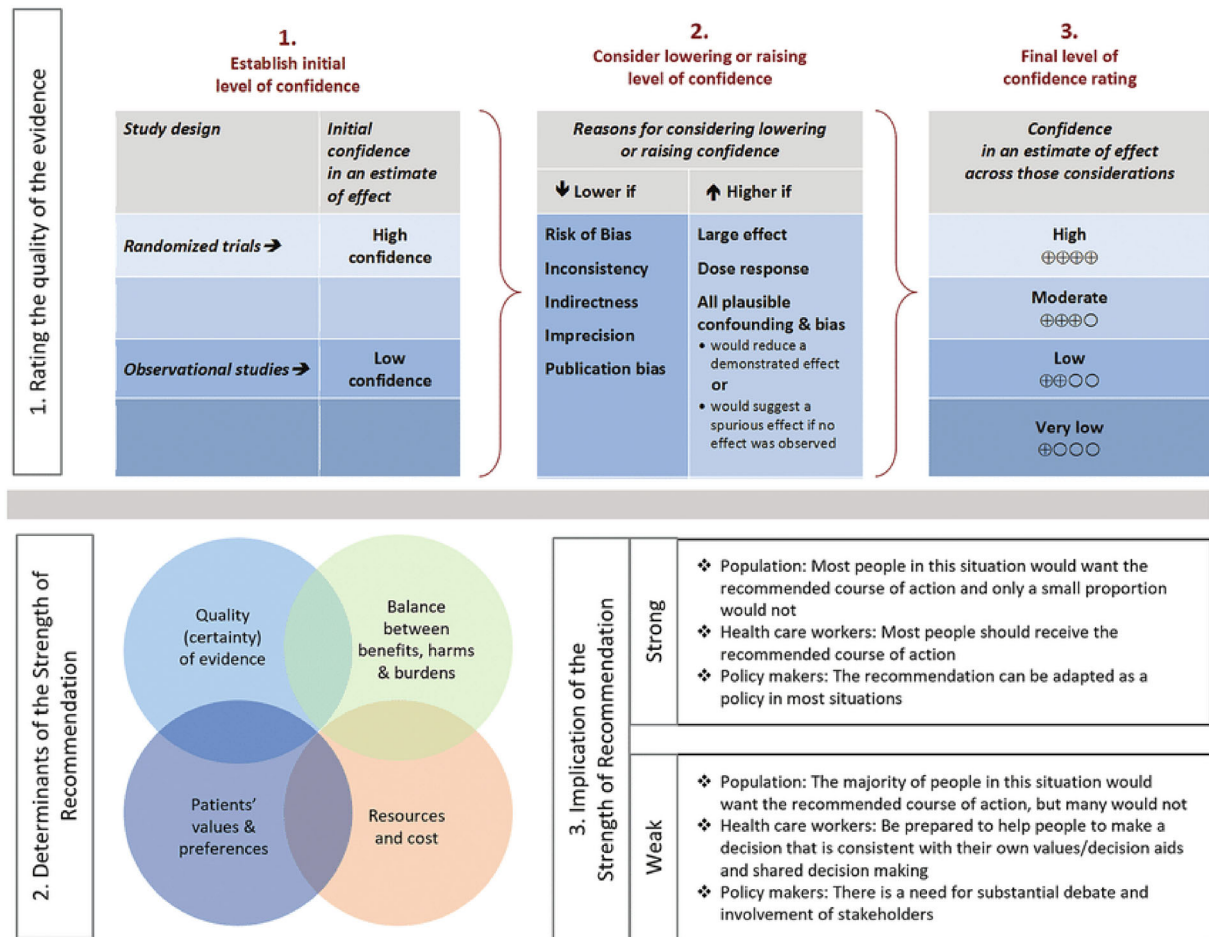 1. Rating the quality of the evidence
1.
Establish initial
level of confidence
2.
Consider lowering or raising
level of confidence
3.
Final level of
confidence rating
Study design
Initial
confidence
in an estimate
of effect
Randomized trials ➔
High
confidence
Observational studies ➔
Low
confidence
Reasons for considering lowering
or raising confidence
🡻 Lower if
🡹 Higher if
Risk of Bias
Inconsistency
Indirectness
Imprecision
Publication bias
Large effect
Dose response
All plausible
confounding & bias
• would reduce a
demonstrated effect
or
• would suggest a
spurious effect if no
effect was observed
Confidence
in an estimate of effect
across those considerations
High
⊕⊕⊕⊕
Moderate
⊕⊕⊕○
Low
⊕⊕○○
Very low
⊕○○○
2. Determinants of the Strength of
Recommendation
Quality
(certainty)
of evidence
Balance
between
benefits, harms
& burdens
Patients'
values &
preferences
Resources
and cost
3. Implication of the
Strength of Recommendation
Strong
❖ Population: Most people in this situation would want the
recommended course of action and only a small proportion
would not
❖ Health care workers: Most people should receive the
recommended course of action
❖ Policy makers: The recommendation can be adapted as a
policy in most situations
Weak
❖ Population: The majority of people in this situation would
want the recommended course of action, but many would not
❖ Health care workers: Be prepared to help people to make a
decision that is consistent with their own values/decision aids
and shared decision making
❖ Policy makers: There is a need for substantial debate and
involvement of stakeholders